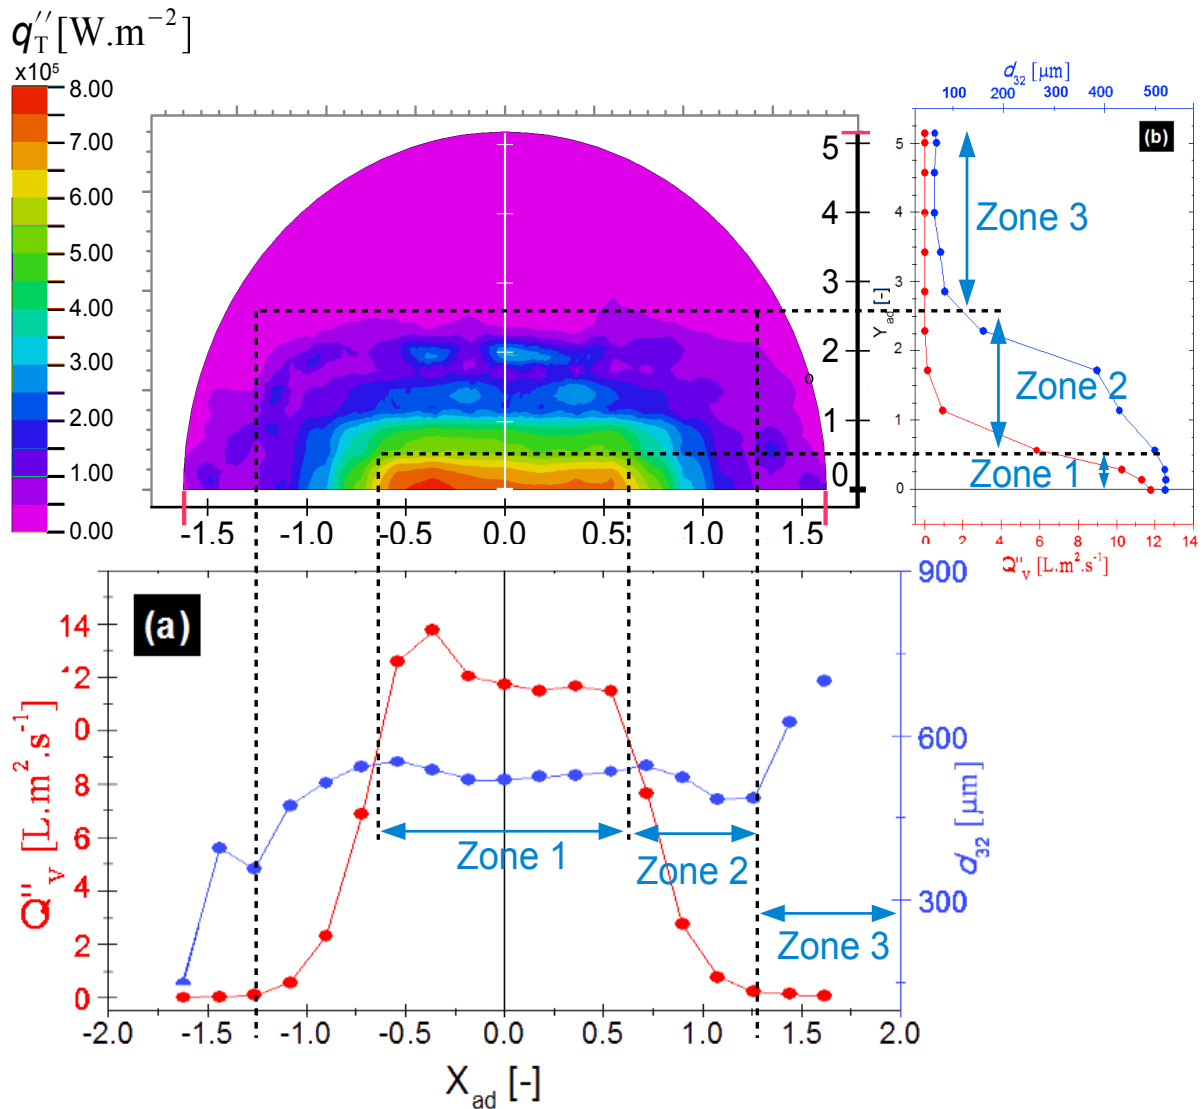 q″T [W.m−2]
x10⁵
8.00
7.00
6.00
5.00
4.00
3.00
2.00
1.00
0.00
5
4
3
2
1
0
-1.5
-1.0
-0.5
0.0
0.5
1.0
1.5
o
Y ad [-]
d32 [µm]
100 200 300 400 500
(b)
5
4
3
2
1
0
Zone 3
Zone 2
Zone 1
0 2 4 6 8 10 12 14
Q"V [L.m².s⁻¹]
(a)
14
2
0
8
6
4
2
0
Q"V [L.m².s⁻¹]
900
600
300
d32 [µm]
Zone 1
Zone 2
Zone 3
-2.0 -1.5 -1.0 -0.5 0.0 0.5 1.0 1.5 2.0
Xad [-]